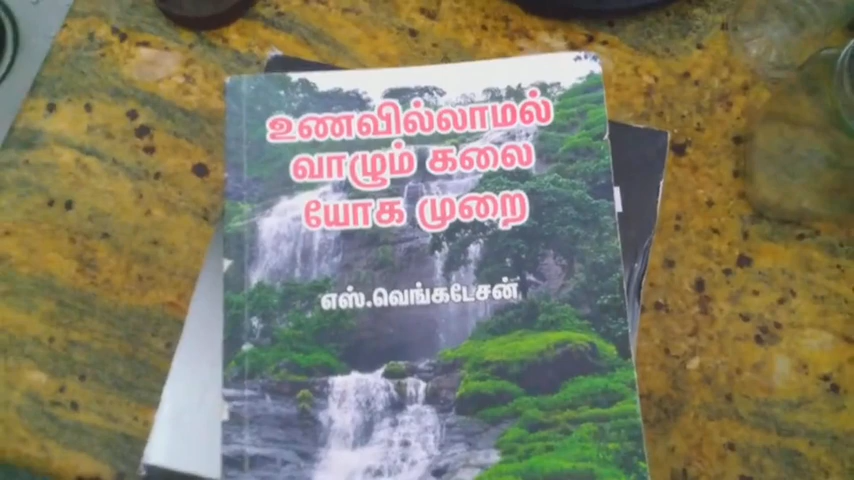 உணவில்லாமல்
வாழும் கலை
யோக முறை
எஸ்.வெங்கடேசன்